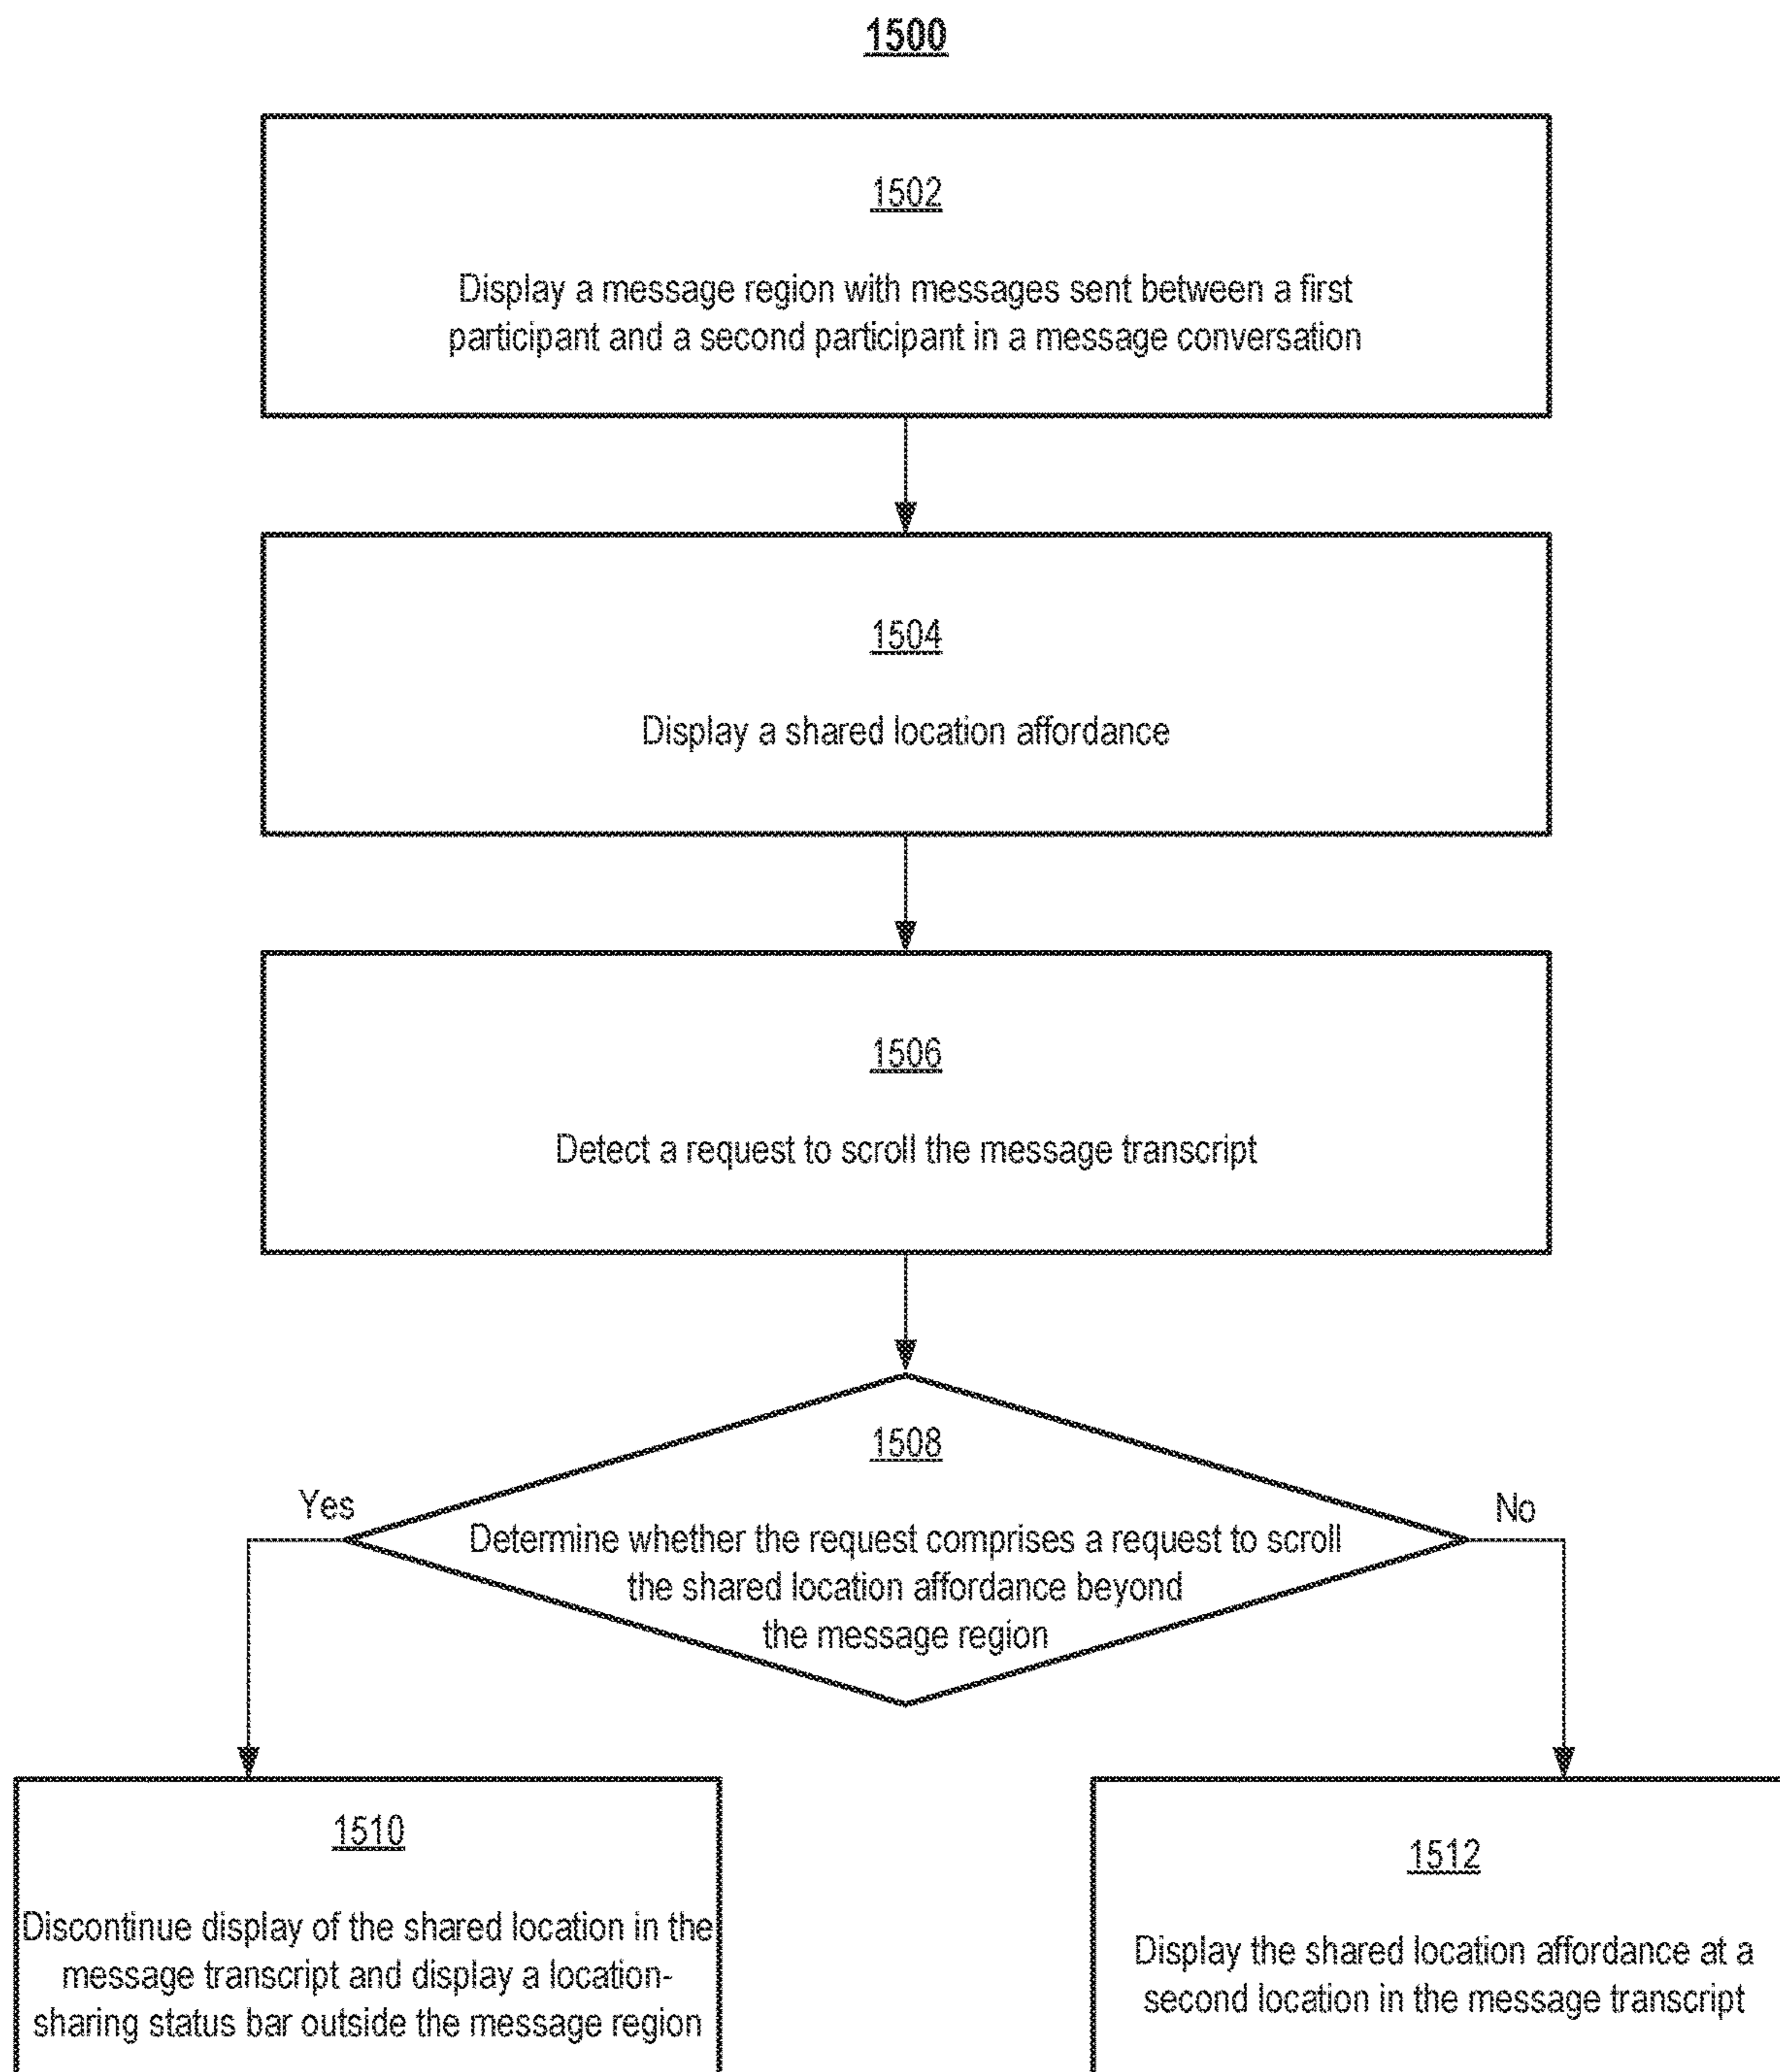 1500
1502
Display a message region with messages sent between a first
participant and a second participant in a message conversation
1504
Display a shared location affordance
1506
Detect a request to scroll the message transcript
1508
Yes
No
Determine whether the request comprises a request to scroll
the shared location affordance beyond
the message region
1510
Discontinue display of the shared location in the
message transcript and display a location-
sharing status bar outside the message region
1512
Display the shared location affordance at a
second location in the message transcript